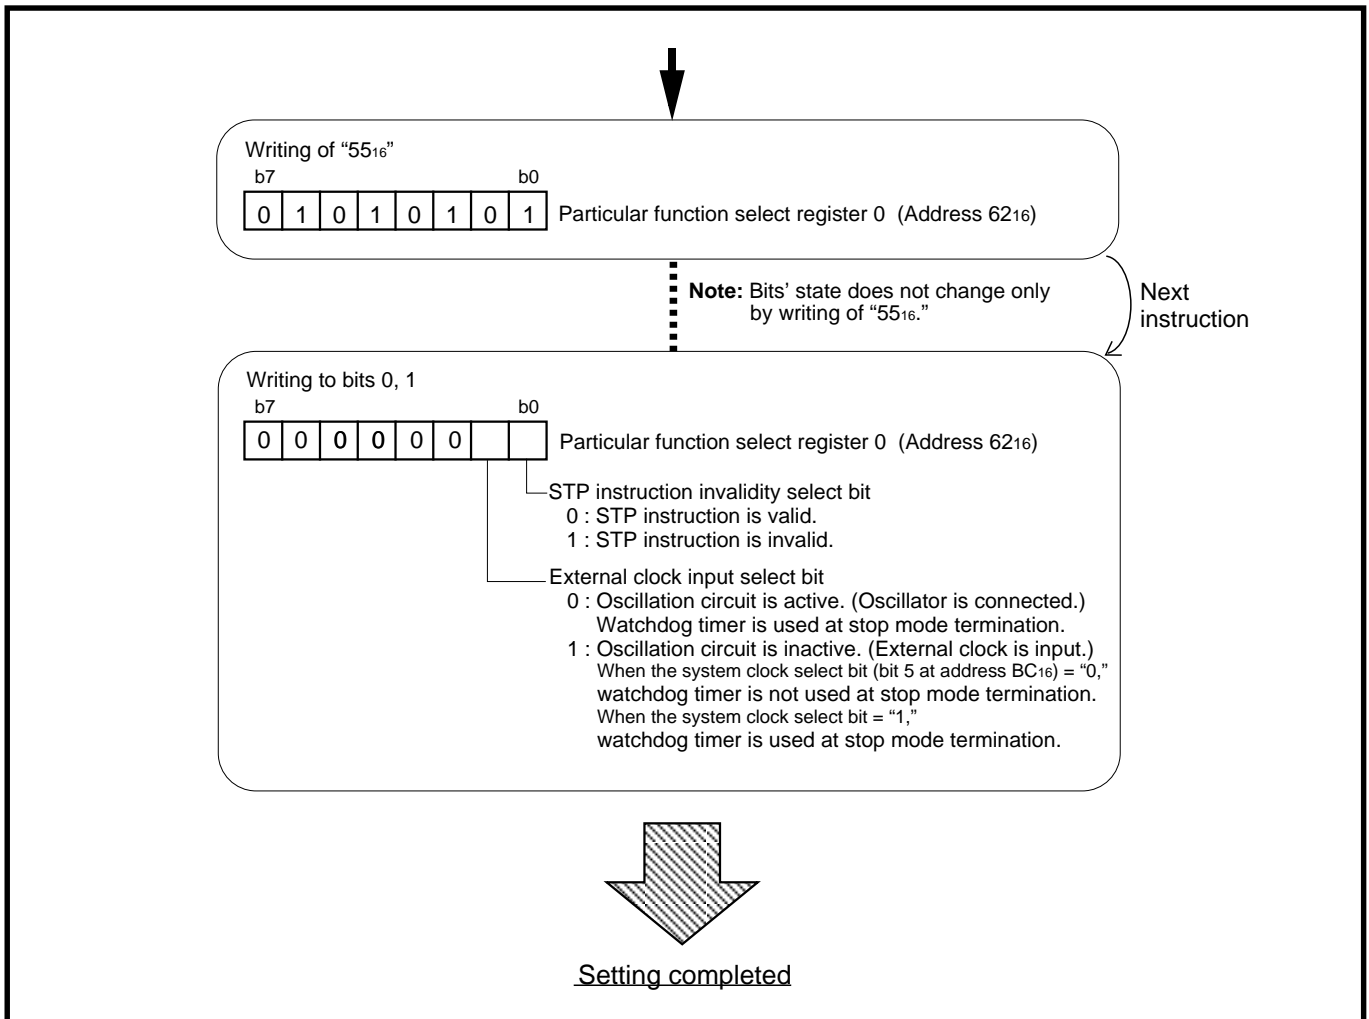 Writing of “55₁₆”
b7 b0
0 1 0 1 0 1 0 1 Particular function select register 0 (Address 62₁₆)
Note: Bits’ state does not change only
by writing of “55₁₆.”
Next
instruction
Writing to bits 0, 1
b7 b0
0 0 0 0 0 0 Particular function select register 0 (Address 62₁₆)
STP instruction invalidity select bit
0 : STP instruction is valid.
1 : STP instruction is invalid.
External clock input select bit
0 : Oscillation circuit is active. (Oscillator is connected.)
Watchdog timer is used at stop mode termination.
1 : Oscillation circuit is inactive. (External clock is input.)
When the system clock select bit (bit 5 at address BC₁₆) = “0,”
watchdog timer is not used at stop mode termination.
When the system clock select bit = “1,”
watchdog timer is used at stop mode termination.
Setting completed